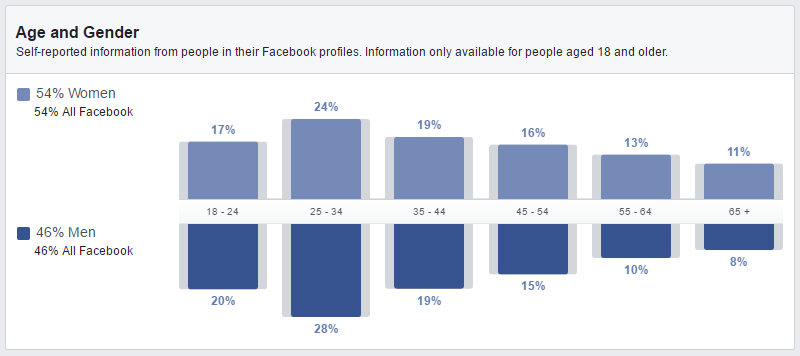 Age and Gender
Self-reported information from people in their Facebook profiles. Information only available for people aged 18 and older.
54% Women
54% All Facebook
17%
24%
19%
16%
13%
11%
18 - 24
25 - 34
35 - 44
45 - 54
55 - 64
65 +
46% Men
46% All Facebook
20%
28%
19%
15%
10%
8%